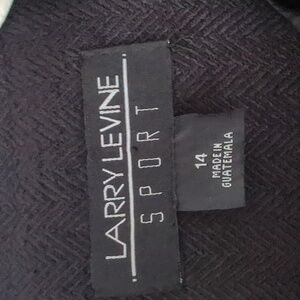 LARRY LEVINE
SPORT
14
MADE IN
GUATEMALA